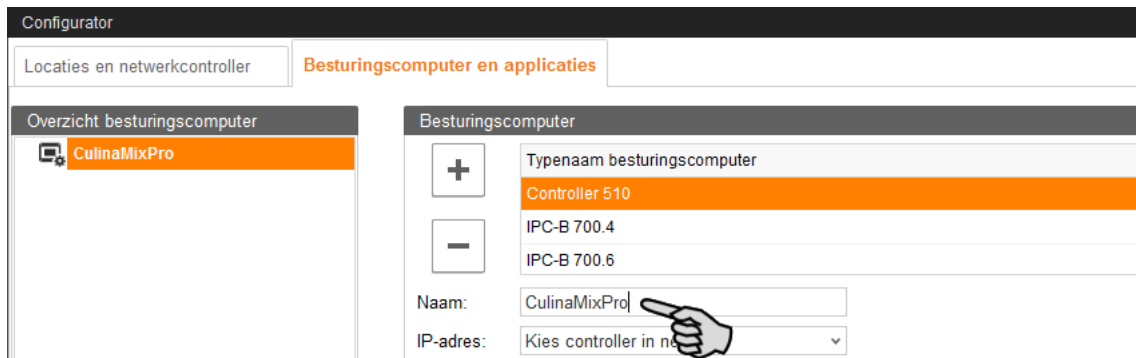 Configurator
Locaties en netwerkcontroller
Besturingscomputer en applicaties
Overzicht besturingscomputer
CulinaMixPro
Besturingscomputer
Typenaam besturingscomputer
Controller 510
IPC-B 700.4
IPC-B 700.6
Naam:
CulinaMixPro
IP-adres:
Kies controller in